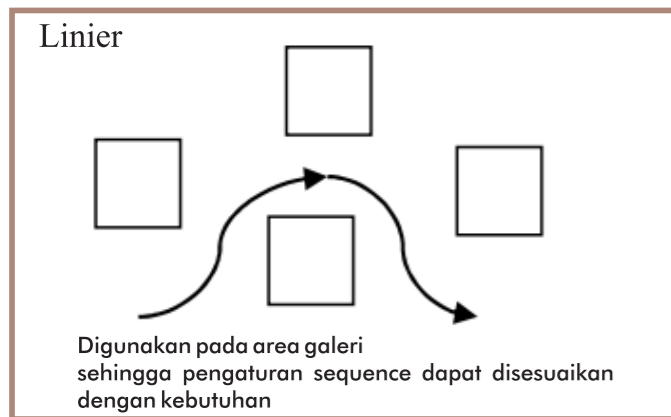 Linier
Digunakan pada area galeri
sehingga pengaturan sequence dapat disesuaikan
dengan kebutuhan